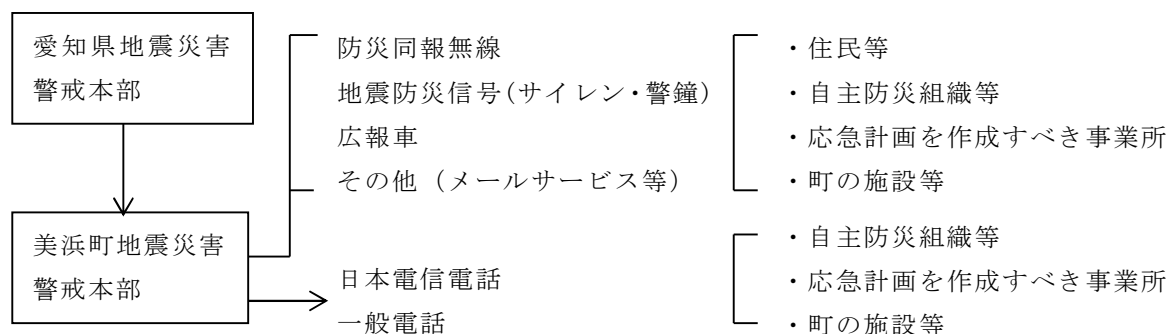 愛知県地震災害
警戒本部
防災同報無線
地震防災信号(サイレン・警鐘)
広報車
その他（メールサービス等）
・住民等
・自主防災組織等
・応急計画を作成すべき事業所
・町の施設等
美浜町地震災害
警戒本部
日本電信電話
一般電話
・自主防災組織等
・応急計画を作成すべき事業所
・町の施設等